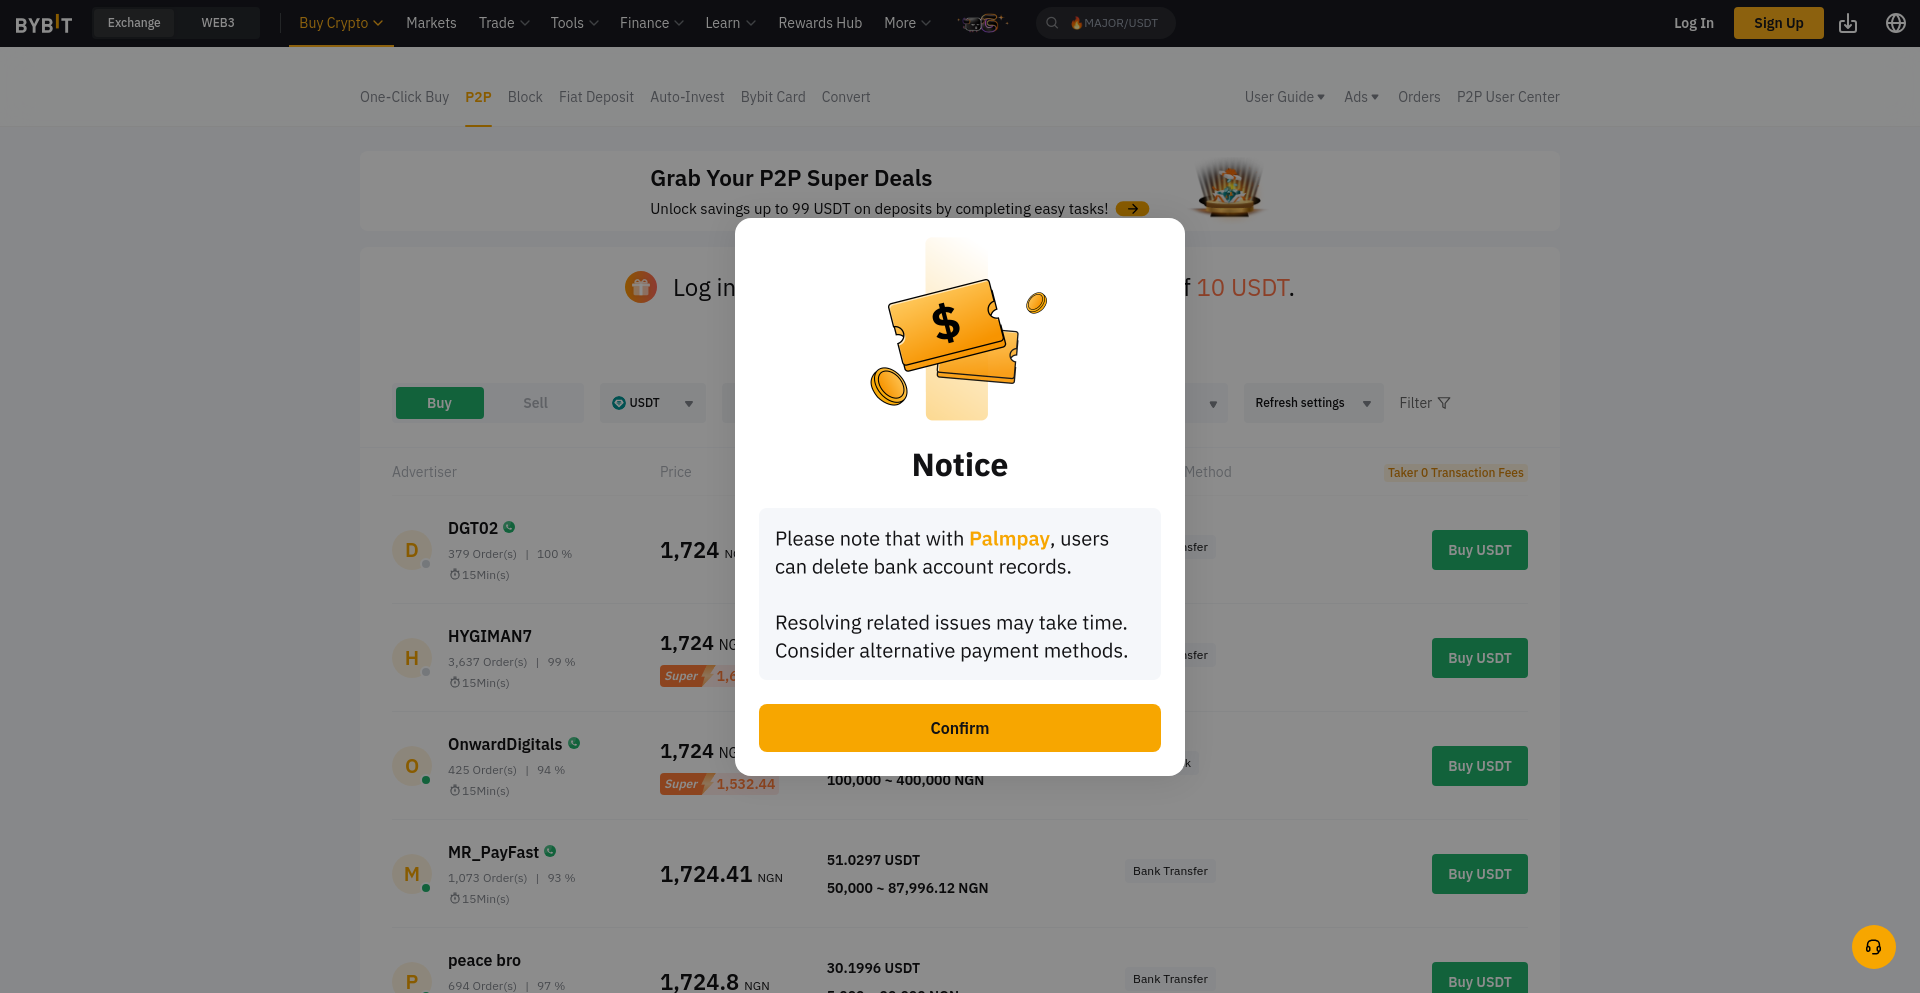 BYBIT Exchange WEB3 Buy Crypto Markets Trade Tools Finance Learn Rewards Hub More MAJOR/USDT Log In Sign Up
One-Click Buy P2P Block Fiat Deposit Auto-Invest Bybit Card Convert User Guide Ads Orders P2P User Center
Grab Your P2P Super Deals
Unlock savings up to 99 USDT on deposits by completing easy tasks!
Log in
10 USDT.
Buy Sell USDT Refresh settings Filter
Advertiser Price Method Taker 0 Transaction Fees
$
Notice
Please note that with Palmpay, users
can delete bank account records.
Resolving related issues may take time.
Consider alternative payment methods.
Confirm
D DGT02
379 Order(s) | 100 %
15Min(s)
1,724
Buy USDT
H HYGIMAN7
3,637 Order(s) | 99 %
15Min(s)
1,724
Super
Buy USDT
O OnwardDigitals
425 Order(s) | 94 %
15Min(s)
1,724
Super 1,532.44
100,000 ~ 400,000 NGN
Buy USDT
M MR_PayFast
1,073 Order(s) | 93 %
15Min(s)
1,724.41 NGN
51.0297 USDT
50,000 ~ 87,996.12 NGN
Bank Transfer
Buy USDT
P peace bro
694 Order(s) | 97 %
1,724.8 NGN
30.1996 USDT
Bank Transfer
Buy USDT